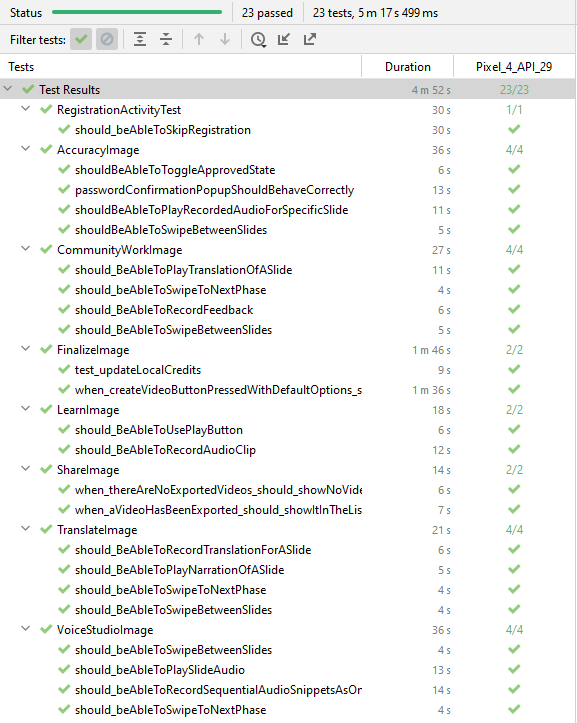 Status 23 passed 23 tests, 5 m 17 s 499 ms
Filter tests:
Tests Duration Pixel_4_API_29
Test Results 4 m 52 s 23/23
RegistrationActivityTest 30 s 1/1
should_beAbleToSkipRegistration 30 s
AccuracyImage 36 s 4/4
shouldBeAbleToToggleApprovedState 6 s
passwordConfirmationPopupShouldBehaveCorrectly 13 s
shouldBeAbleToPlayRecordedAudioForSpecificSlide 11 s
shouldBeAbleToSwipeBetweenSlides 5 s
CommunityWorkImage 27 s 4/4
should_BeAbleToPlayTranslationOfASlide 11 s
should_BeAbleToSwipeToNextPhase 4 s
should_BeAbleToRecordFeedback 6 s
should_BeAbleToSwipeBetweenSlides 5 s
FinalizeImage 1 m 46 s 2/2
test_updateLocalCredits 9 s
when_createVideoButtonPressedWithDefaultOptions_s 1 m 36 s
LearnImage 18 s 2/2
should_BeAbleToUsePlayButton 6 s
should_BeAbleToRecordAudioClip 12 s
ShareImage 14 s 2/2
when_thereAreNoExportedVideos_should_showNoVide 6 s
when_aVideoHasBeenExported_should_showItInTheLis 7 s
TranslateImage 21 s 4/4
should_BeAbleToRecordTranslationForASlide 6 s
should_BeAbleToPlayNarrationOfASlide 5 s
should_BeAbleToSwipeToNextPhase 4 s
should_BeAbleToSwipeBetweenSlides 4 s
VoiceStudioImage 36 s 4/4
should_BeAbleToSwipeBetweenSlides 4 s
should_beAbleToPlaySlideAudio 13 s
should_beAbleToRecordSequentialAudioSnippetsAsOn 14 s
should_BeAbleToSwipeToNextPhase 4 s